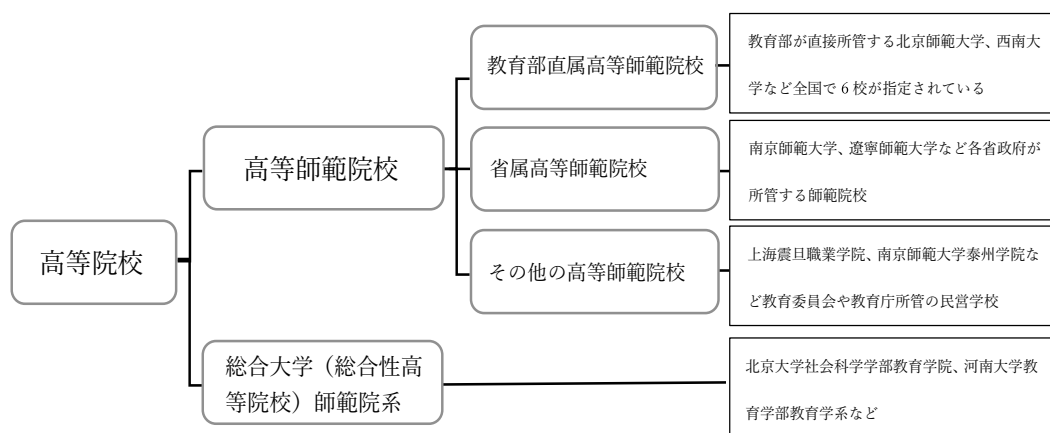 教育部直属高等師範院校
教育部が直接所管する北京師範大学、西南大
学など全国で 6 校が指定されている
高等師範院校
省属高等師範院校
南京師範大学、遼寧師範大学など各省政府が
所管する師範院校
高等院校
その他の高等師範院校
上海震旦職業学院、南京師範大学泰州学院な
ど教育委員会や教育庁所管の民営学校
総合大学（総合性高
等院校）師範院系
北京大学社会科学学部教育学院、河南大学教
育学部教育学系など